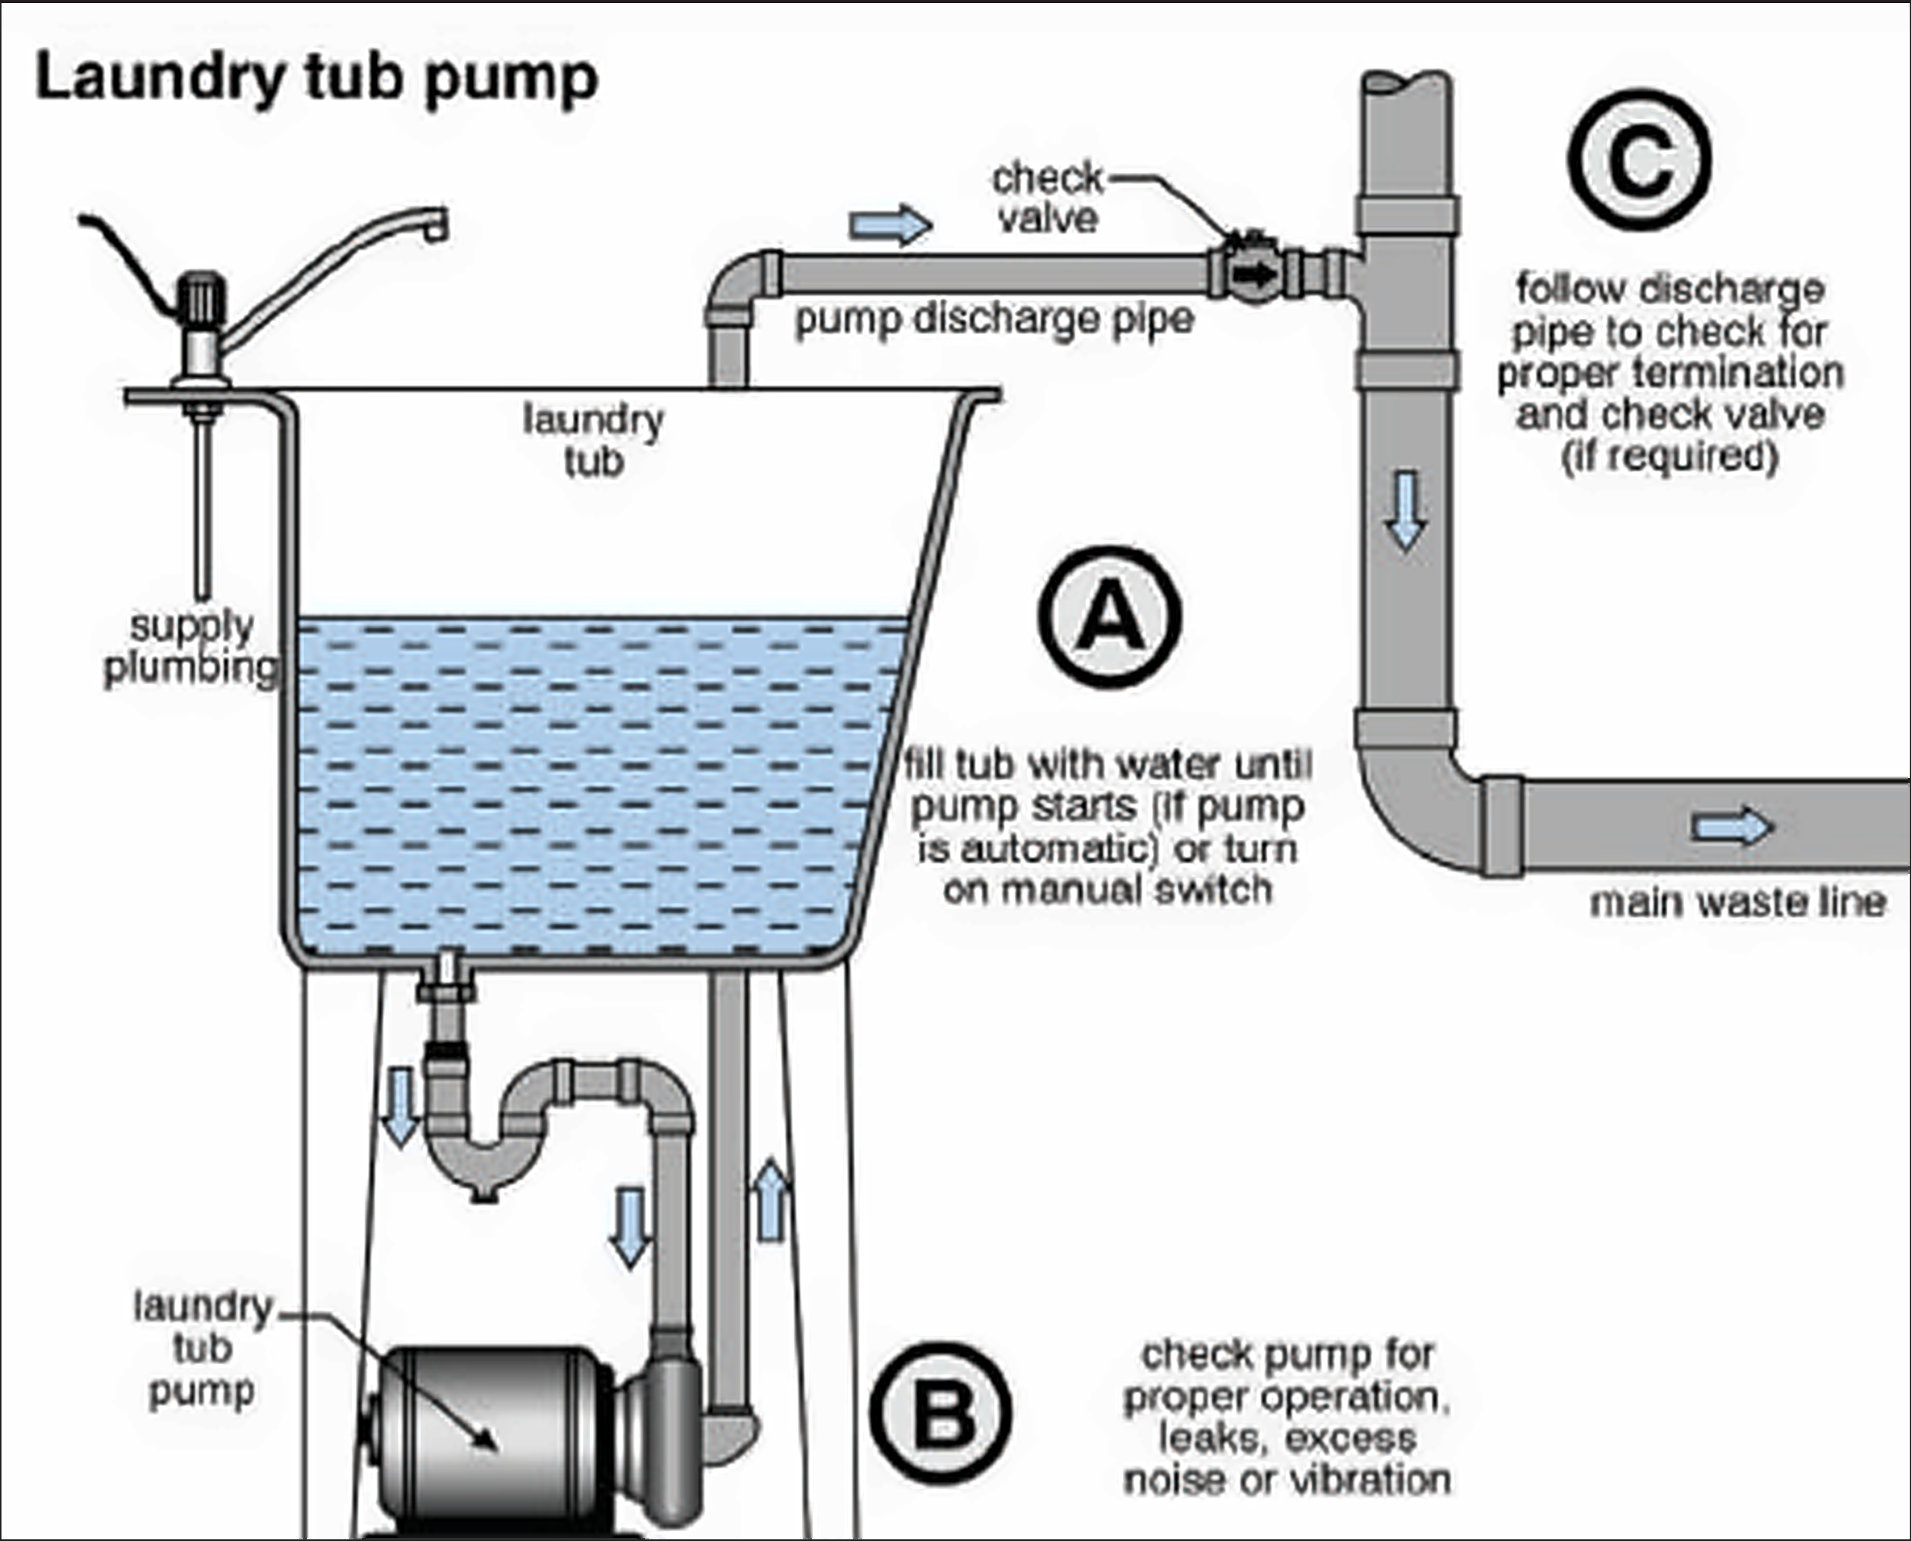 Laundry tub pump
check
valve
pump discharge pipe
C
follow discharge
pipe to check for
proper termination
and check valve
(if required)
laundry
tub
supply
plumbing
A
fill tub with water until
pump starts (if pump
is automatic) or turn
on manual switch
main waste line
laundry
tub
pump
B
check pump for
proper operation,
leaks, excess
noise or vibration